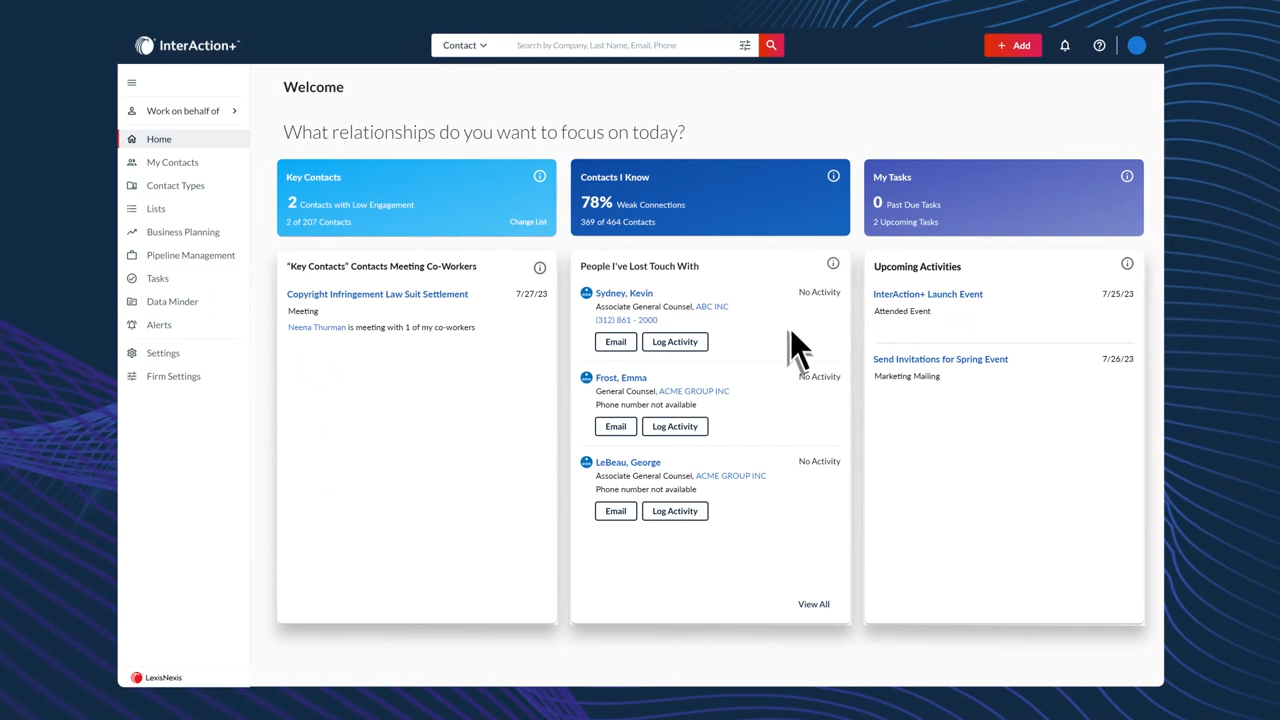 InterAction+™
Contact
Search by Company, Last Name, Email, Phone
+ Add
Work on behalf of
Home
My Contacts
Contact Types
Lists
Business Planning
Pipeline Management
Tasks
Data Minder
Alerts
Settings
Firm Settings
LexisNexis
Welcome
What relationships do you want to focus on today?
Key Contacts
2 Contacts with Low Engagement
2 of 207 Contacts
Change List
Contacts I Know
78% Weak Connections
369 of 464 Contacts
My Tasks
0 Past Due Tasks
2 Upcoming Tasks
"Key Contacts" Contacts Meeting Co-Workers
Copyright Infringement Law Suit Settlement 7/27/23
Meeting
Neena Thurman is meeting with 1 of my co-workers
People I've Lost Touch With
Sydney, Kevin No Activity
Associate General Counsel, ABC INC
(312) 861 - 2000
Email Log Activity
Frost, Emma No Activity
General Counsel, ACME GROUP INC
Phone number not available
Email Log Activity
LeBeau, George No Activity
Associate General Counsel, ACME GROUP INC
Phone number not available
Email Log Activity
View All
Upcoming Activities
InterAction+ Launch Event 7/25/23
Attended Event
Send Invitations for Spring Event 7/26/23
Marketing Mailing